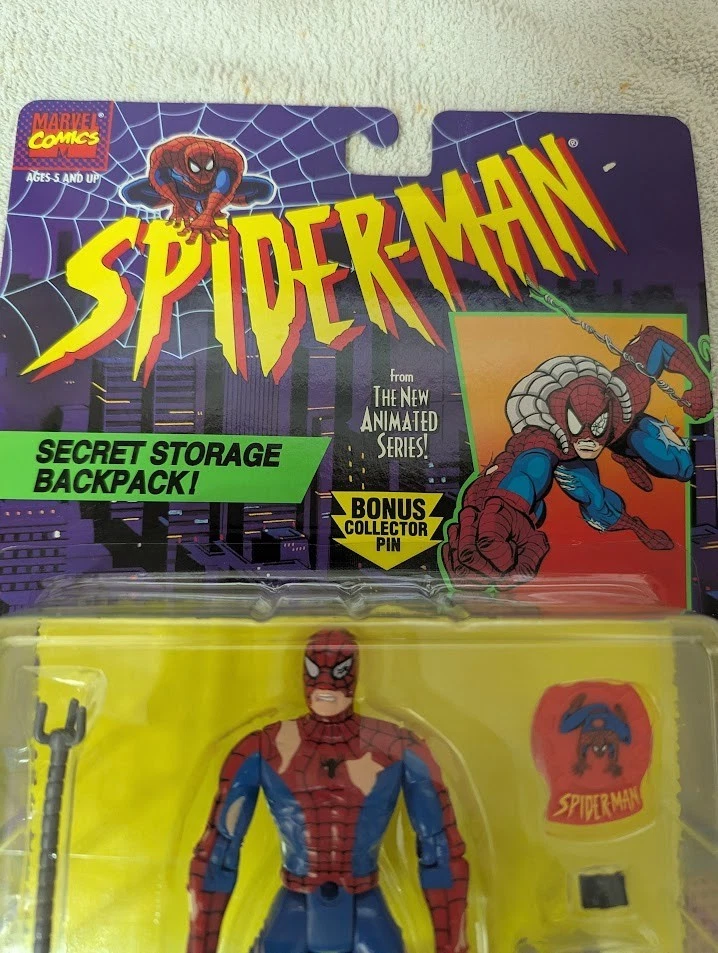 MARVEL®
COMICS
AGES 5 AND UP
SPIDER-MAN®
From
THE NEW
ANIMATED
SERIES!
SECRET STORAGE
BACKPACK!
BONUS
COLLECTOR
PIN
SPIDER-MAN